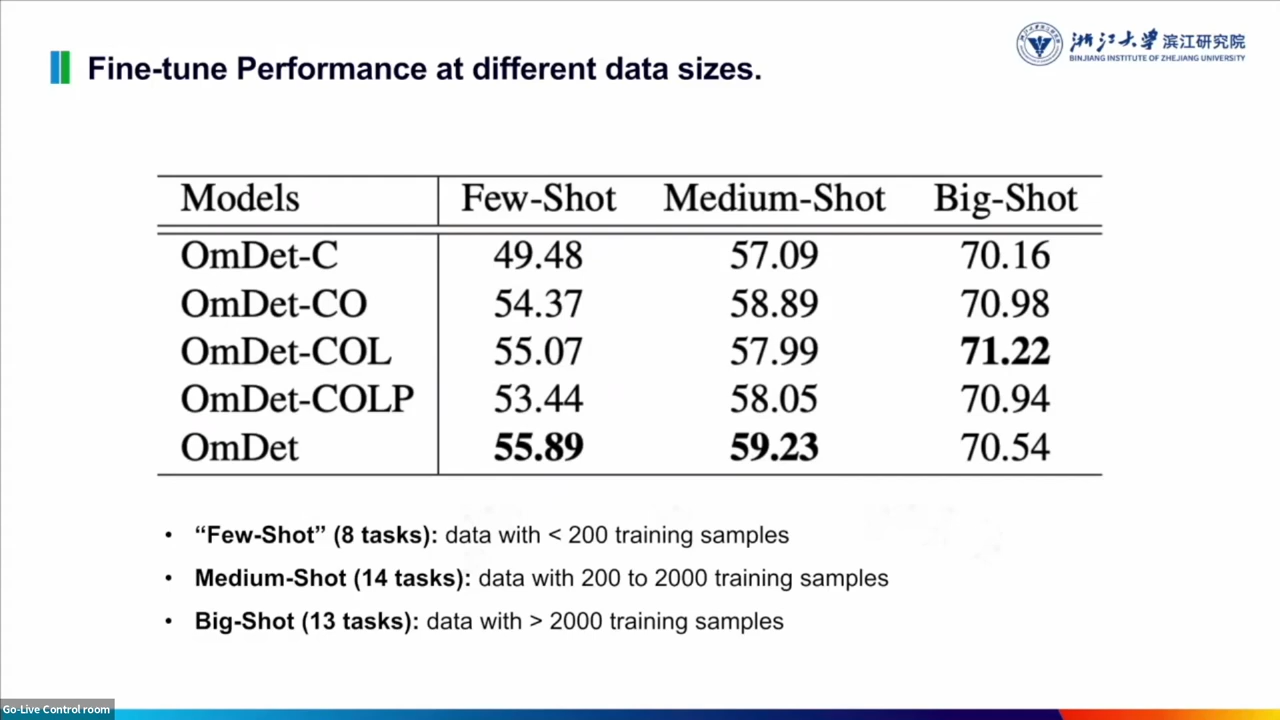 Fine-tune Performance at different data sizes.
浙江大学 滨江研究院
BINJIANG INSTITUTE OF ZHEJIANG UNIVERSITY
Models Few-Shot Medium-Shot Big-Shot
OmDet-C 49.48 57.09 70.16
OmDet-CO 54.37 58.89 70.98
OmDet-COL 55.07 57.99 71.22
OmDet-COLP 53.44 58.05 70.94
OmDet 55.89 59.23 70.54
• “Few-Shot” (8 tasks): data with < 200 training samples
• Medium-Shot (14 tasks): data with 200 to 2000 training samples
• Big-Shot (13 tasks): data with > 2000 training samples
Go-Live Control room